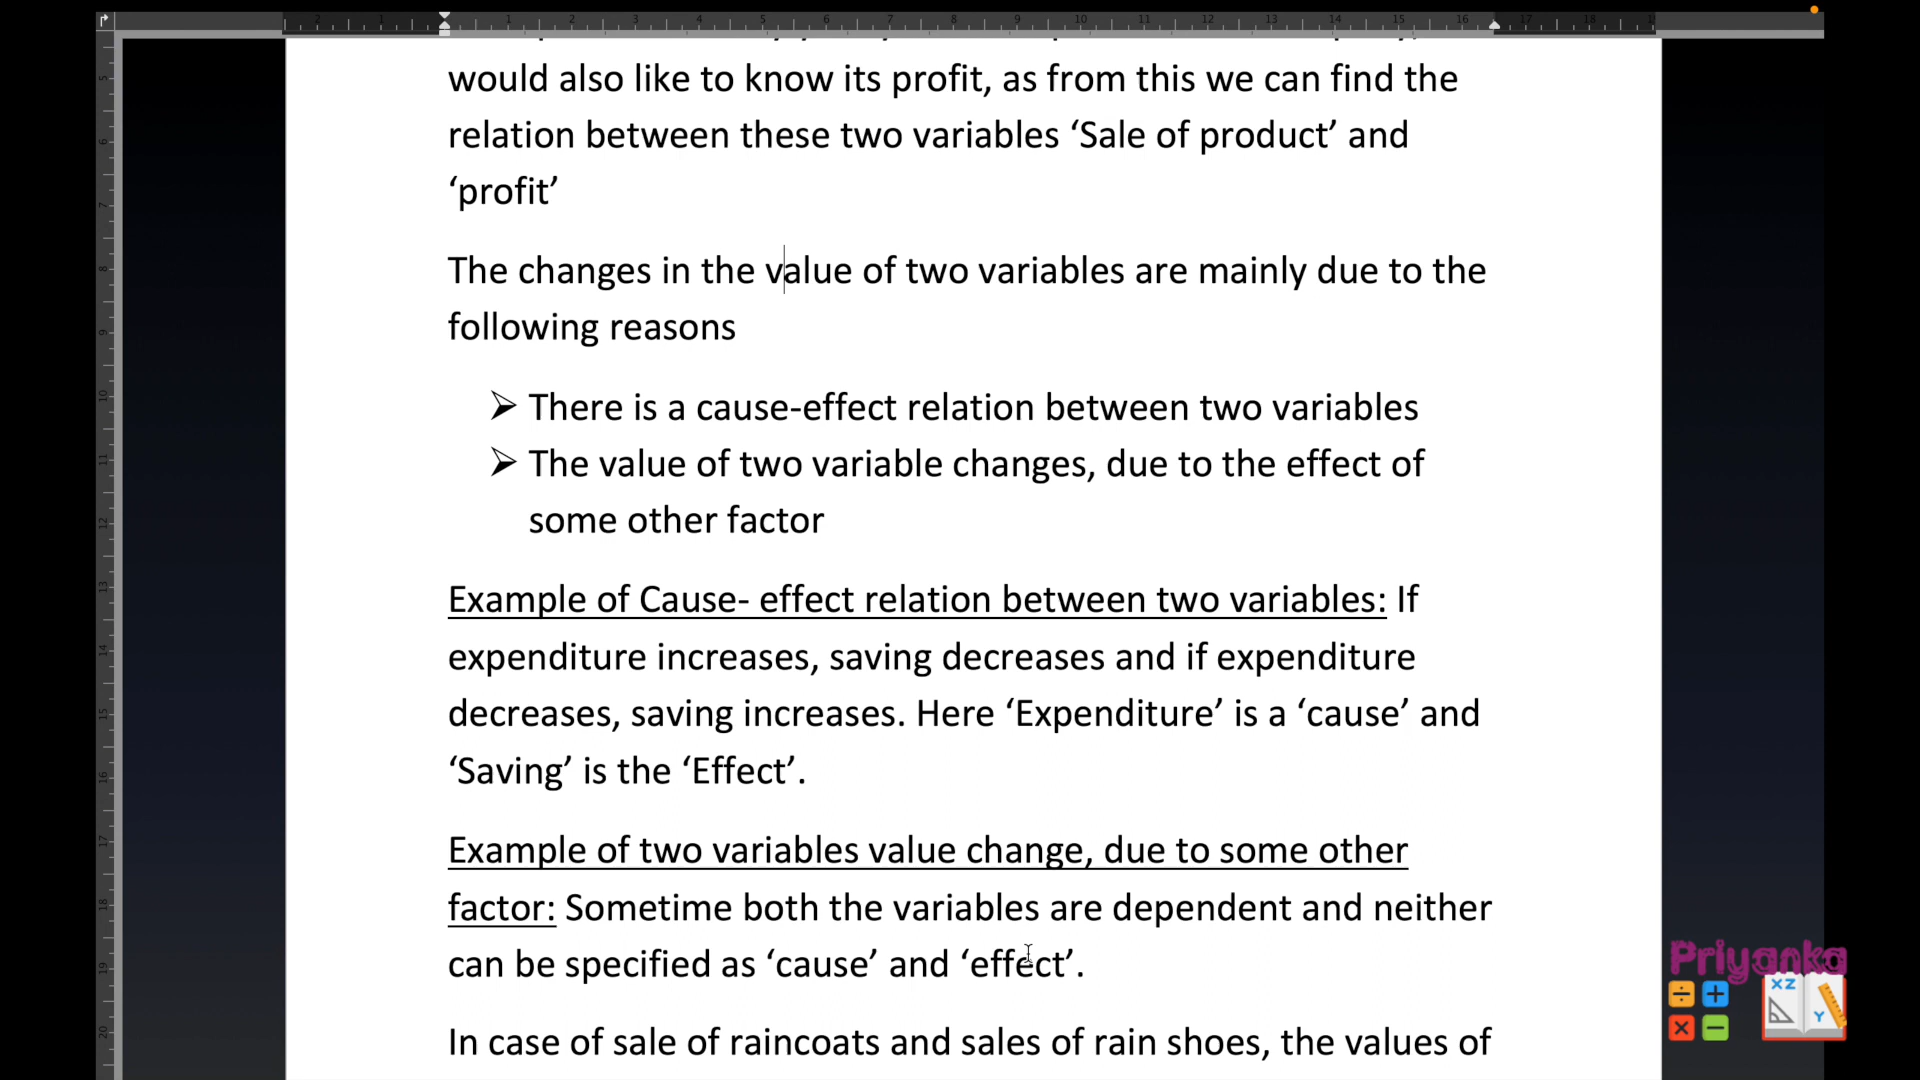 would also like to know its profit, as from this we can find the
relation between these two variables ‘Sale of product’ and
‘profit’
The changes in the value of two variables are mainly due to the
following reasons
➢ There is a cause-effect relation between two variables
➢ The value of two variable changes, due to the effect of
some other factor
Example of Cause- effect relation between two variables: If
expenditure increases, saving decreases and if expenditure
decreases, saving increases. Here ‘Expenditure’ is a ‘cause’ and
‘Saving’ is the ‘Effect’.
Example of two variables value change, due to some other
factor: Sometime both the variables are dependent and neither
can be specified as ‘cause’ and ‘effect’.
In case of sale of raincoats and sales of rain shoes, the values of
Priyanka
XZ
Y